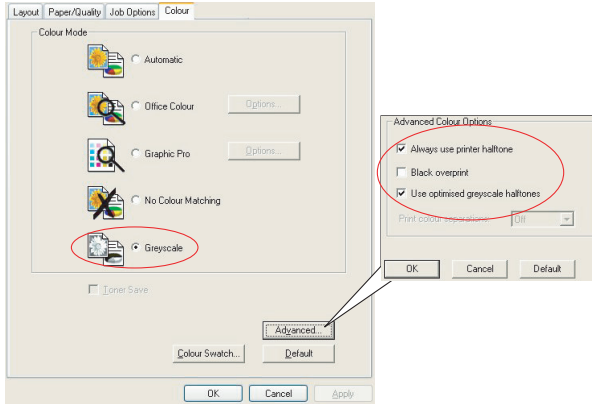 Layout Paper/Quality Job Options Colour
Colour Mode
Automatic
Office Colour Options...
Graphic Pro Options...
No Colour Matching
Greyscale
Toner Save
Advanced...
Colour Swatch... Default
OK Cancel Apply
Advanced Colour Options
Always use printer halftone
Black overprint
Use optimised greyscale halftones
Print colour separations: Off
OK Cancel Default